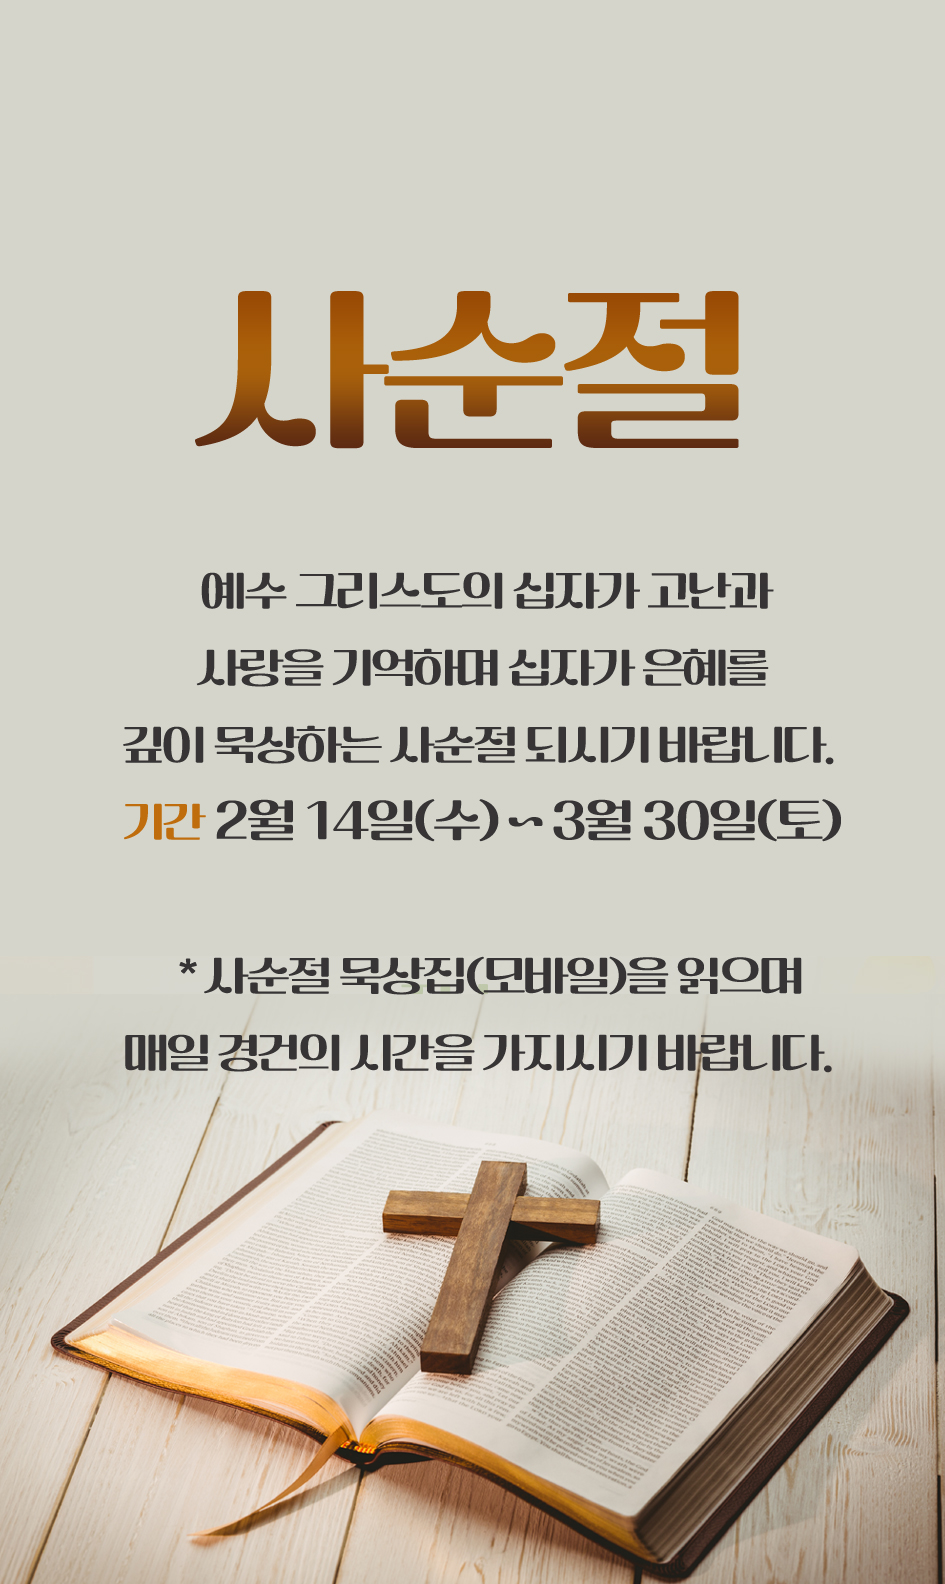 사순절
예수 그리스도의 십자가 고난과
사랑을 기억하며 십자가 은혜를
깊이 묵상하는 사순절 되시기 바랍니다.
기간 2월 14일(수) ~ 3월 30일(토)
* 사순절 묵상집(모바일)을 읽으며
매일 경건의 시간을 가지시기 바랍니다.